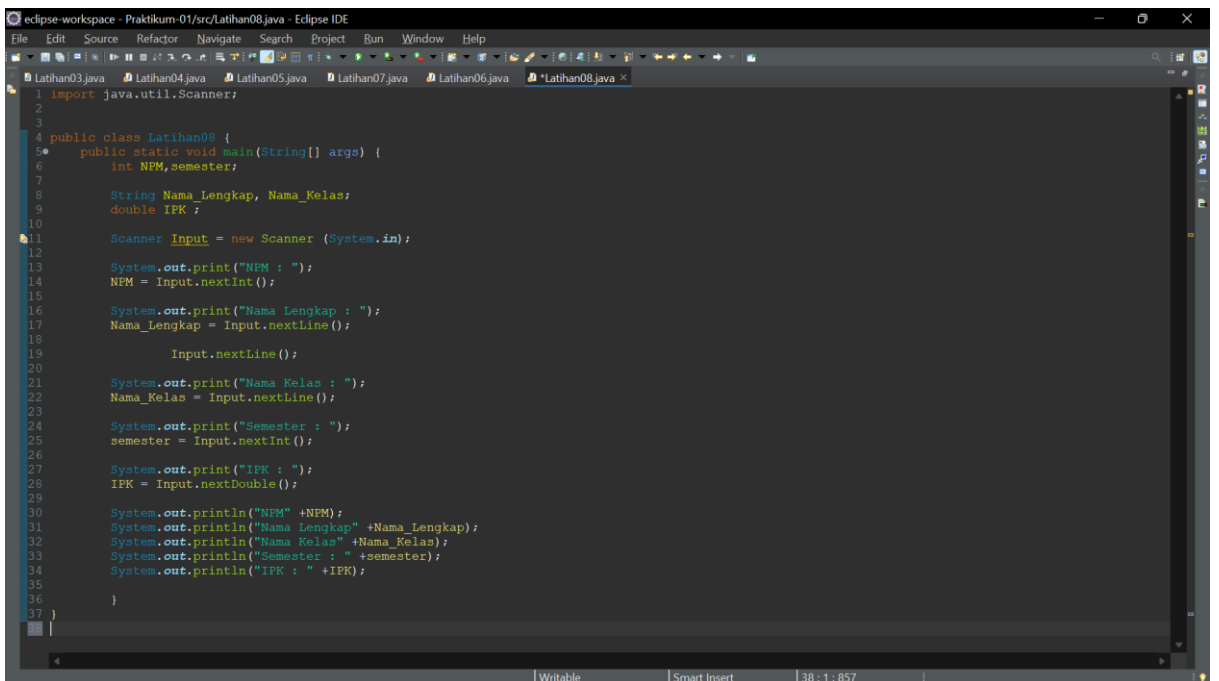 eclipse-workspace - Praktikum-01/src/Latihan08.java - Eclipse IDE
File Edit Source Refactor Navigate Search Project Run Window Help
Latihan03.java Latihan04.java Latihan05.java Latihan07.java Latihan06.java *Latihan08.java
1 import java.util.Scanner;
2
3
4 public class Latihan08 {
5 public static void main(String[] args) {
6 int NPM,semester;
7
8 String Nama_Lengkap, Nama_Kelas;
9 double IPK ;
10
11 Scanner Input = new Scanner (System.in);
12
13 System.out.print("NPM : ");
14 NPM = Input.nextInt();
15
16 System.out.print("Nama Lengkap : ");
17 Nama_Lengkap = Input.nextLine();
18
19 Input.nextLine();
20
21 System.out.print("Nama Kelas : ");
22 Nama_Kelas = Input.nextLine();
23
24 System.out.print("Semester : ");
25 semester = Input.nextInt();
26
27 System.out.print("IPK : ");
28 IPK = Input.nextDouble();
29
30 System.out.println("NPM" +NPM);
31 System.out.println("Nama Lengkap" +Nama_Lengkap);
32 System.out.println("Nama Kelas" +Nama_Kelas);
33 System.out.println("Semester : " +semester);
34 System.out.println("IPK : " +IPK);
35
36 }
37 }
38
Writable Smart Insert 38 : 1 : 857